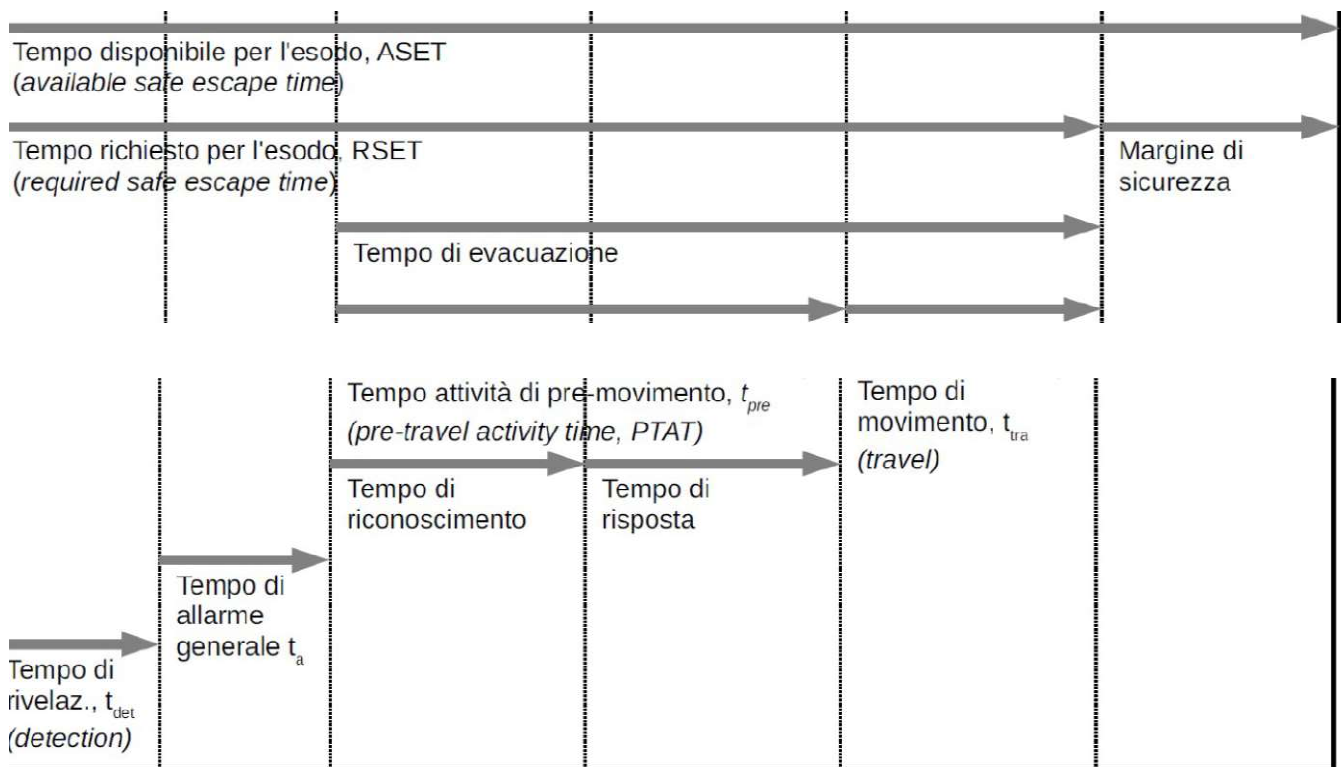 Tempo disponibile per l'esodo, ASET
(available safe escape time)
Tempo richiesto per l'esodo, RSET
(required safe escape time)
Margine di
sicurezza
Tempo di evacuazione
Tempo attività di pre-movimento, tpre
(pre-travel activity time, PTAT)
Tempo di
movimento, ttra
(travel)
Tempo di
riconoscimento
Tempo di
risposta
Tempo di
allarme
generale ta
Tempo di
rivelaz., tdet
(detection)